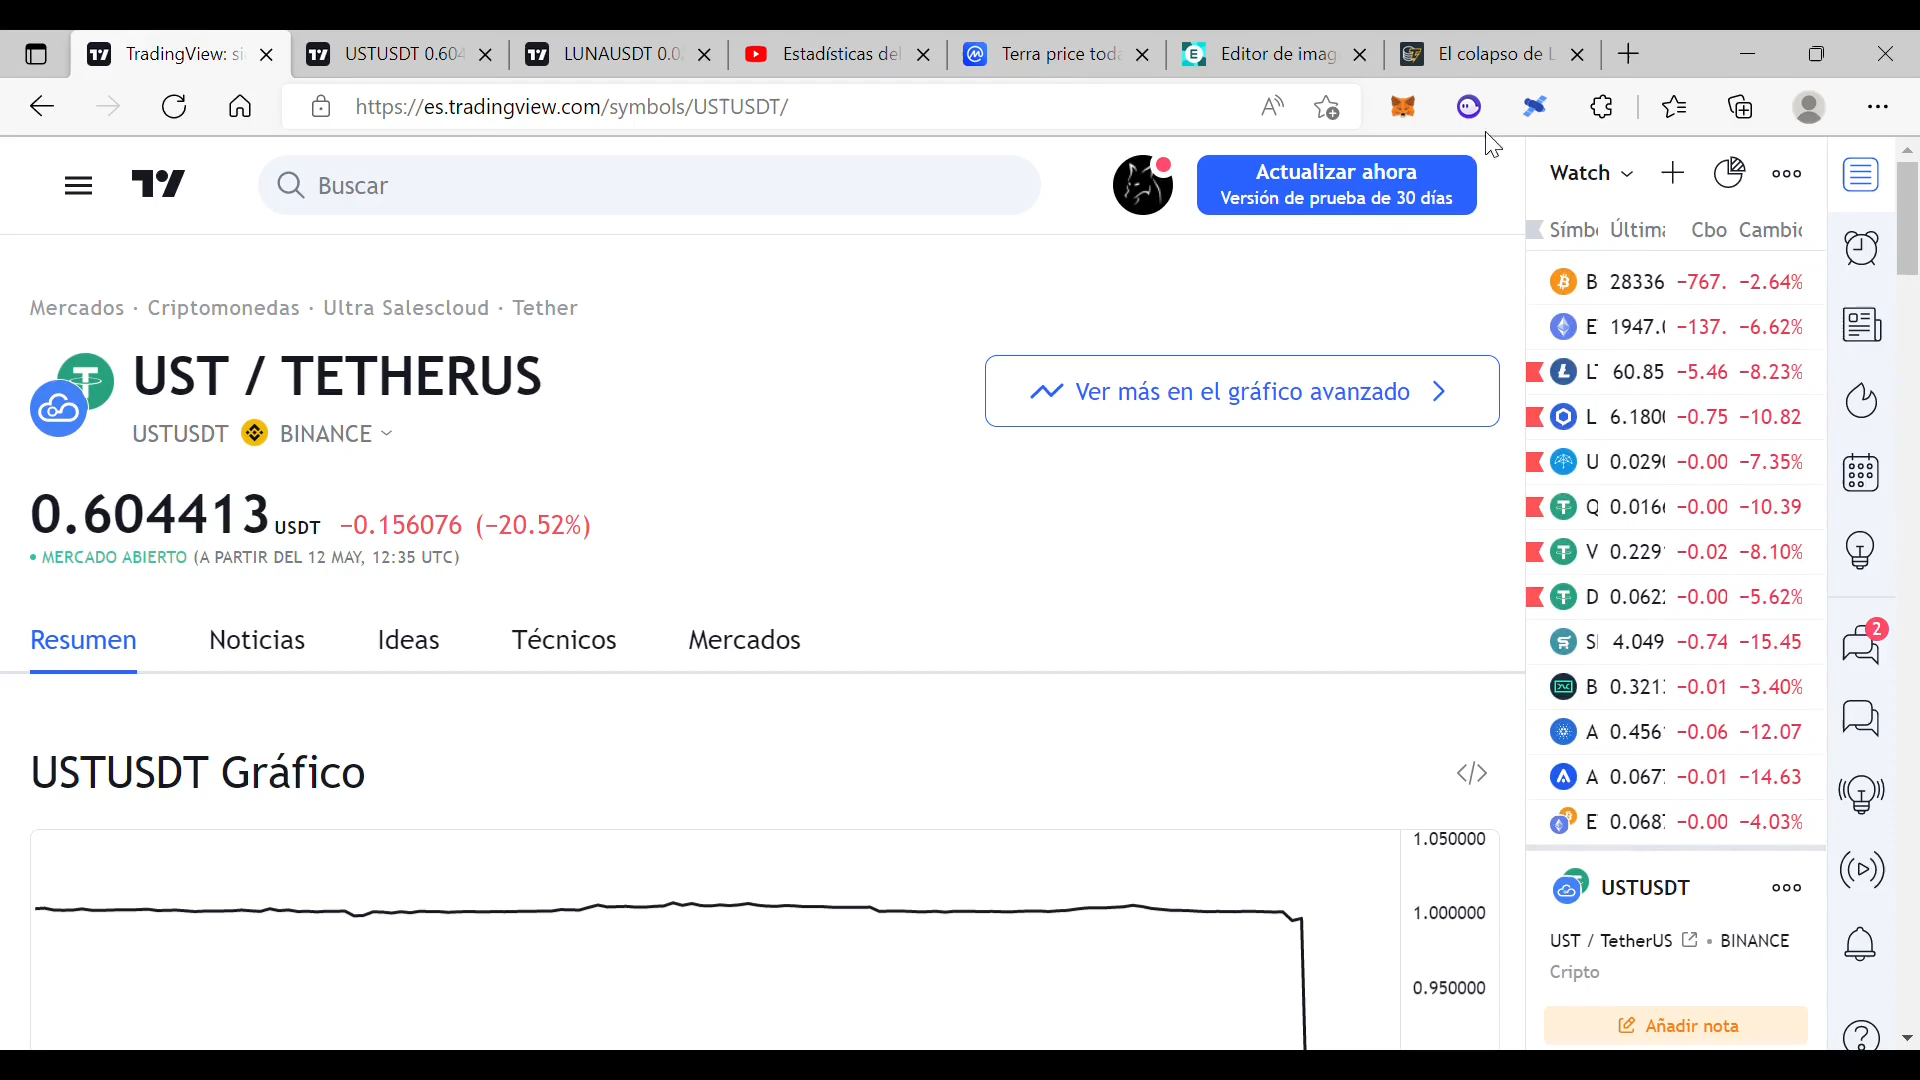 TradingView: si
USTUSDT 0.604
LUNAUSDT 0.0
Estadísticas del
Terra price toda
Editor de imag
El colapso de L
https://es.tradingview.com/symbols/USTUSDT/
Buscar
Actualizar ahora
Versión de prueba de 30 días
Mercados · Criptomonedas · Ultra Salescloud · Tether
UST / TETHERUS
USTUSDT BINANCE
Ver más en el gráfico avanzado
0.604413 USDT −0.156076 (−20.52%)
• MERCADO ABIERTO (A PARTIR DEL 12 MAY, 12:35 UTC)
Resumen Noticias Ideas Técnicos Mercados
USTUSDT Gráfico
</>
1.050000
1.000000
0.950000
Watch
Símb Última Cbo Cambio
B 28336 −767. −2.64%
E 1947.0 −137. −6.62%
LT 60.85 −5.46 −8.23%
L 6.180 −0.75 −10.82
U 0.029 −0.00 −7.35%
Q 0.016 −0.00 −10.39
V 0.229 −0.02 −8.10%
D 0.062 −0.00 −5.62%
S 4.049 −0.74 −15.45
B 0.321 −0.01 −3.40%
A 0.456 −0.06 −12.07
A 0.067 −0.01 −14.63
E 0.068 −0.00 −4.03%
USTUSDT
UST / TetherUS • BINANCE
Cripto
Añadir nota
2